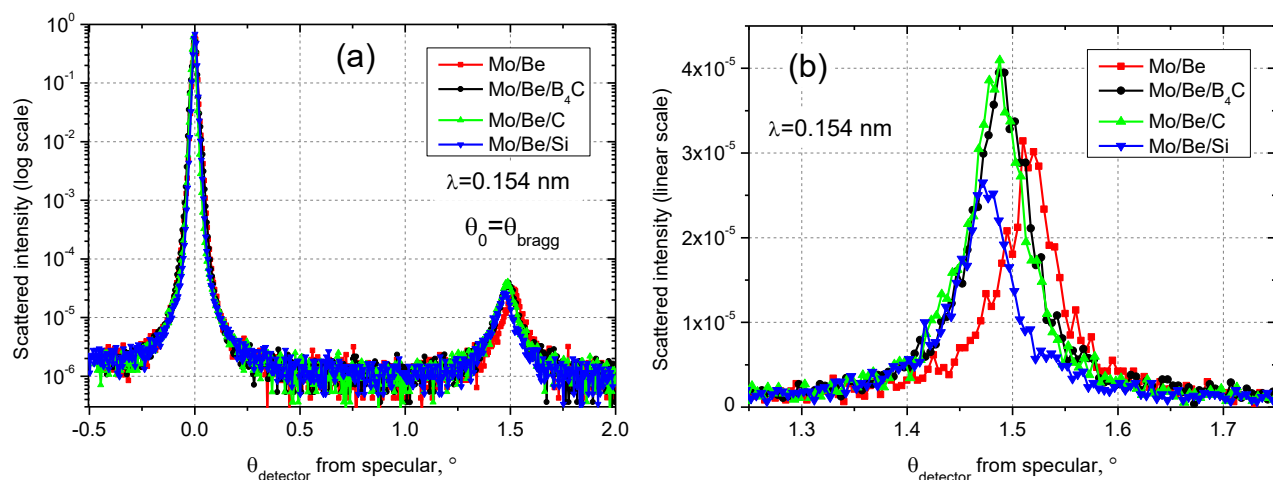 (a)
Mo/Be
Mo/Be/B₄C
Mo/Be/C
Mo/Be/Si
λ=0.154 nm
θ₀=θbragg
Scattered intensity (log scale)
10⁰
10⁻¹
10⁻²
10⁻³
10⁻⁴
10⁻⁵
10⁻⁶
-0.5 0.0 0.5 1.0 1.5 2.0
θdetector from specular, °
(b)
Mo/Be
Mo/Be/B₄C
Mo/Be/C
Mo/Be/Si
λ=0.154 nm
Scattered intensity (linear scale)
4x10⁻⁵
3x10⁻⁵
2x10⁻⁵
1x10⁻⁵
0
1.3 1.4 1.5 1.6 1.7
θdetector from specular, °